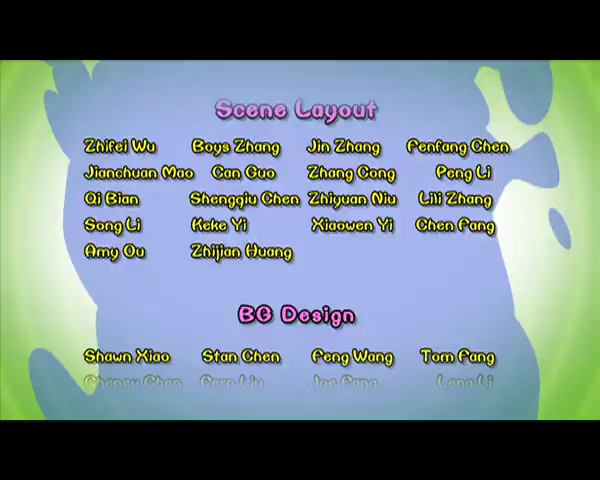 Scene Layout
Zhifei Wu Boys Zhang Jin Zhang Fenfang Chen
Jianchuan Mao Can Guo Zhang Cong Peng Li
Qi Bian Shengqiu Chen Zhiyuan Niu Lili Zhang
Song Li Keke Yi Xiaowen Yi Chen Fang
Amy Ou Zhijian Huang
BG Design
Shawn Xiao Stan Chen Feng Wang Tom Fang